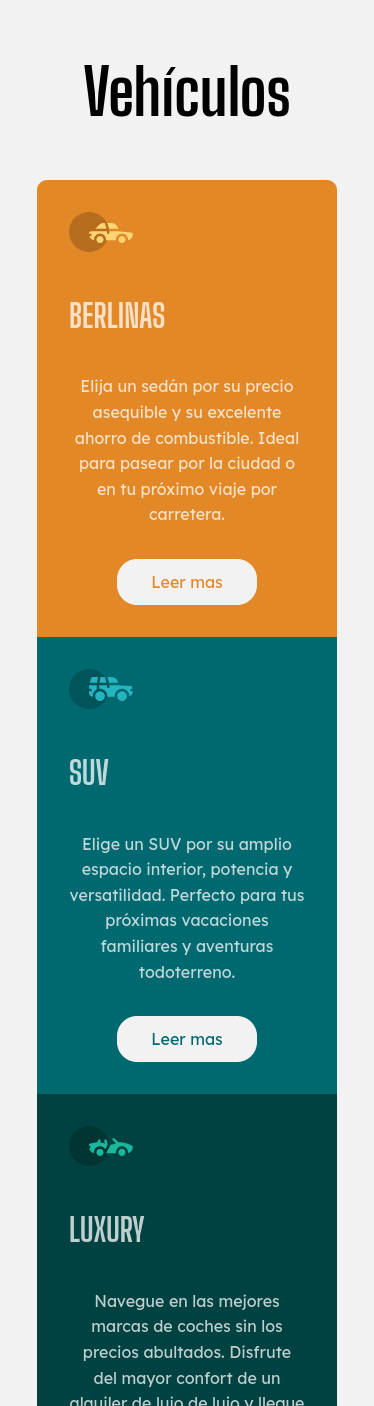 Vehículos
BERLINAS
Elija un sedán por su precio
asequible y su excelente
ahorro de combustible. Ideal
para pasear por la ciudad o
en tu próximo viaje por
carretera.
Leer mas
SUV
Elige un SUV por su amplio
espacio interior, potencia y
versatilidad. Perfecto para tus
próximas vacaciones
familiares y aventuras
todoterreno.
Leer mas
LUXURY
Navegue en las mejores
marcas de coches sin los
precios abultados. Disfrute
del mayor confort de un
alquiler de lujo de lujo y llegue